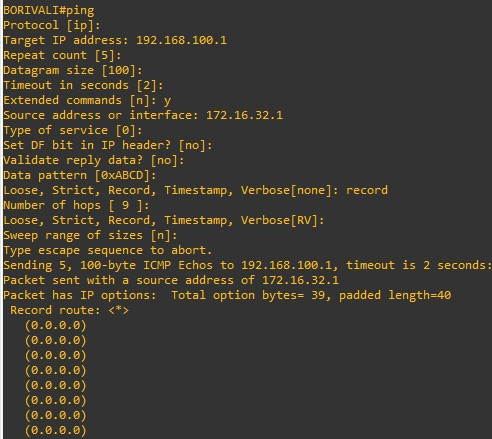 BORIVALI#ping
Protocol [ip]:
Target IP address: 192.168.100.1
Repeat count [5]:
Datagram size [100]:
Timeout in seconds [2]:
Extended commands [n]: y
Source address or interface: 172.16.32.1
Type of service [0]:
Set DF bit in IP header? [no]:
Validate reply data? [no]:
Data pattern [0xABCD]:
Loose, Strict, Record, Timestamp, Verbose[none]: record
Number of hops [ 9 ]:
Loose, Strict, Record, Timestamp, Verbose[RV]:
Sweep range of sizes [n]:
Type escape sequence to abort.
Sending 5, 100-byte ICMP Echos to 192.168.100.1, timeout is 2 seconds:
Packet sent with a source address of 172.16.32.1
Packet has IP options:  Total option bytes= 39, padded length=40
 Record route: <*>
   (0.0.0.0)
   (0.0.0.0)
   (0.0.0.0)
   (0.0.0.0)
   (0.0.0.0)
   (0.0.0.0)
   (0.0.0.0)
   (0.0.0.0)